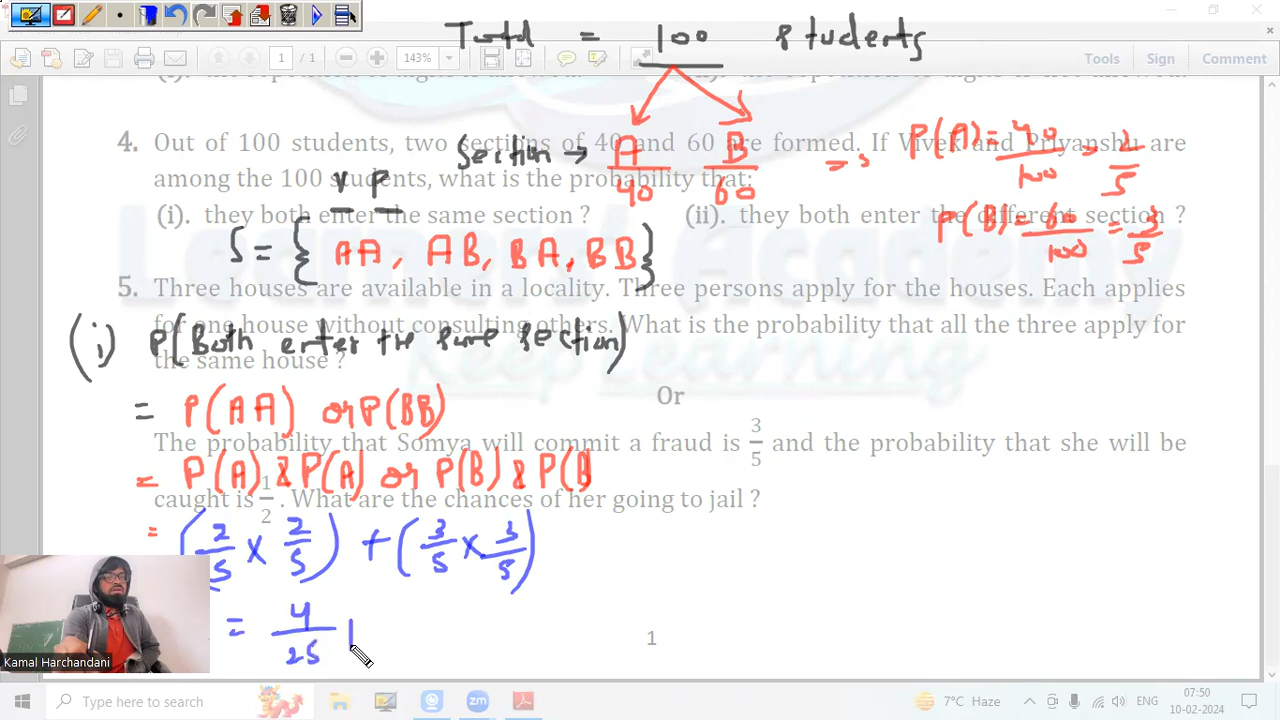 Total = 100 students
1 / 1
143%
Tools
Sign
Comment
4. Out of 100 students, two sections of 40 and 60 are formed. If Vivek and Priyanshu are
among the 100 students, what is the probability that:
(i). they both enter the same section ? (ii). they both enter the different section ?
Section → A/40 B/60
=> P(A) = 40/100 = 2/5
P(B) = 60/100 = 3/5
V P
S = { AA, AB, BA, BB }
5. Three houses are available in a locality. Three persons apply for the houses. Each applies
for one house without consulting others. What is the probability that all the three apply for
the same house ?
(i) P(Both enter the same section)
= P(AA) or P(BB)
Or
The probability that Somya will commit a fraud is 3/5 and the probability that she will be
caught is 1/2. What are the chances of her going to jail ?
= P(A) & P(A) or P(B) & P(B
= (2/5 x 2/5) + (3/5 x 3/5)
= 4/25
1
Learners Academy
Keep Learning
Kamal Harchandani
Type here to search
zm
7°C Haze
ENG
07:50
10-02-2024